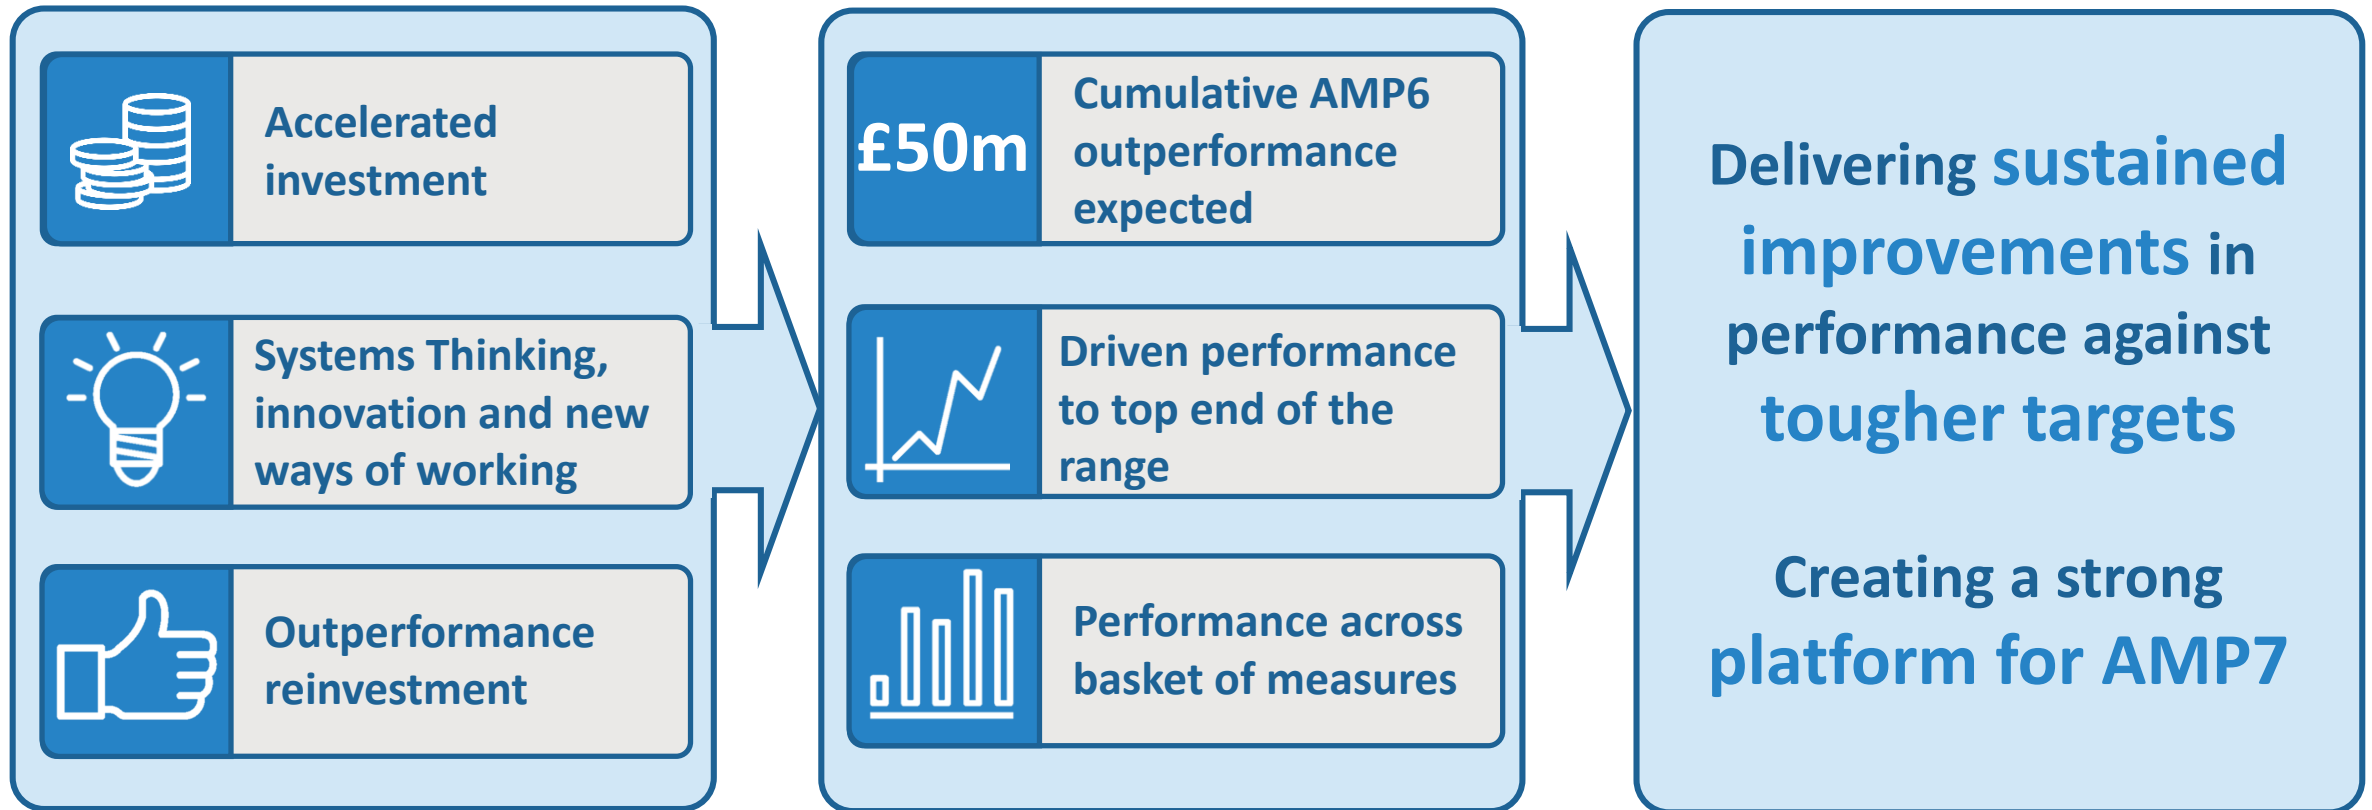 Accelerated
investment
Systems Thinking,
innovation and new
ways of working
Outperformance
reinvestment
£50m
Cumulative AMP6
outperformance
expected
Driven performance
to top end of the
range
Performance across
basket of measures
Delivering sustained
improvements in
performance against
tougher targets
Creating a strong
platform for AMP7